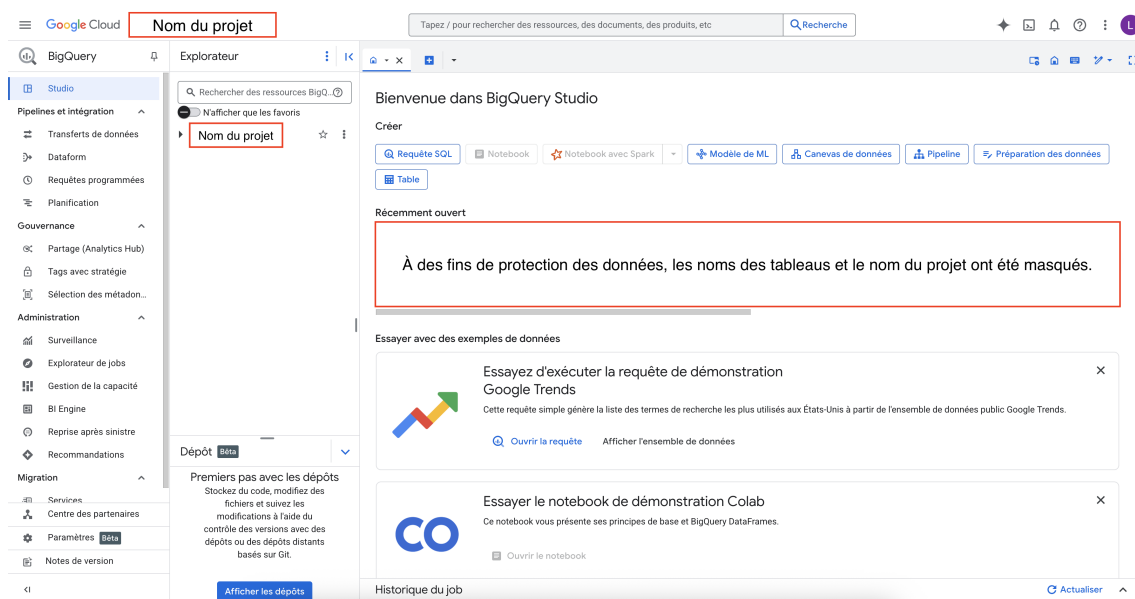 Google Cloud
Nom du projet
Tapez / pour rechercher des ressources, des documents, des produits, etc
Recherche
L
BigQuery
Studio
Pipelines et intégration
Transferts de données
Dataform
Requêtes programmées
Planification
Gouvernance
Partage (Analytics Hub)
Tags avec stratégie
Sélection des métadon...
Administration
Surveillance
Explorateur de jobs
Gestion de la capacité
BI Engine
Reprise après sinistre
Recommandations
Migration
Services
Centre des partenaires
Paramètres Bêta
Notes de version
Explorateur
Rechercher des ressources BigQ...
N'afficher que les favoris
Nom du projet
Dépôt Bêta
Premiers pas avec les dépôts
Stockez du code, modifiez des
fichiers et suivez les
modifications à l'aide du
contrôle des versions avec des
dépôts ou des dépôts distants
basés sur Git.
Afficher les dépôts
Bienvenue dans BigQuery Studio
Créer
Requête SQL
Notebook
Notebook avec Spark
Modèle de ML
Canevas de données
Pipeline
Préparation des données
Table
Récemment ouvert
À des fins de protection des données, les noms des tableaus et le nom du projet ont été masqués.
Essayer avec des exemples de données
Essayez d'exécuter la requête de démonstration
Google Trends
Cette requête simple génère la liste des termes de recherche les plus utilisés aux États-Unis à partir de l'ensemble de données public Google Trends.
Ouvrir la requête
Afficher l'ensemble de données
Essayer le notebook de démonstration Colab
Ce notebook vous présente ses principes de base et BigQuery DataFrames.
Ouvrir le notebook
Historique du job
Actualiser